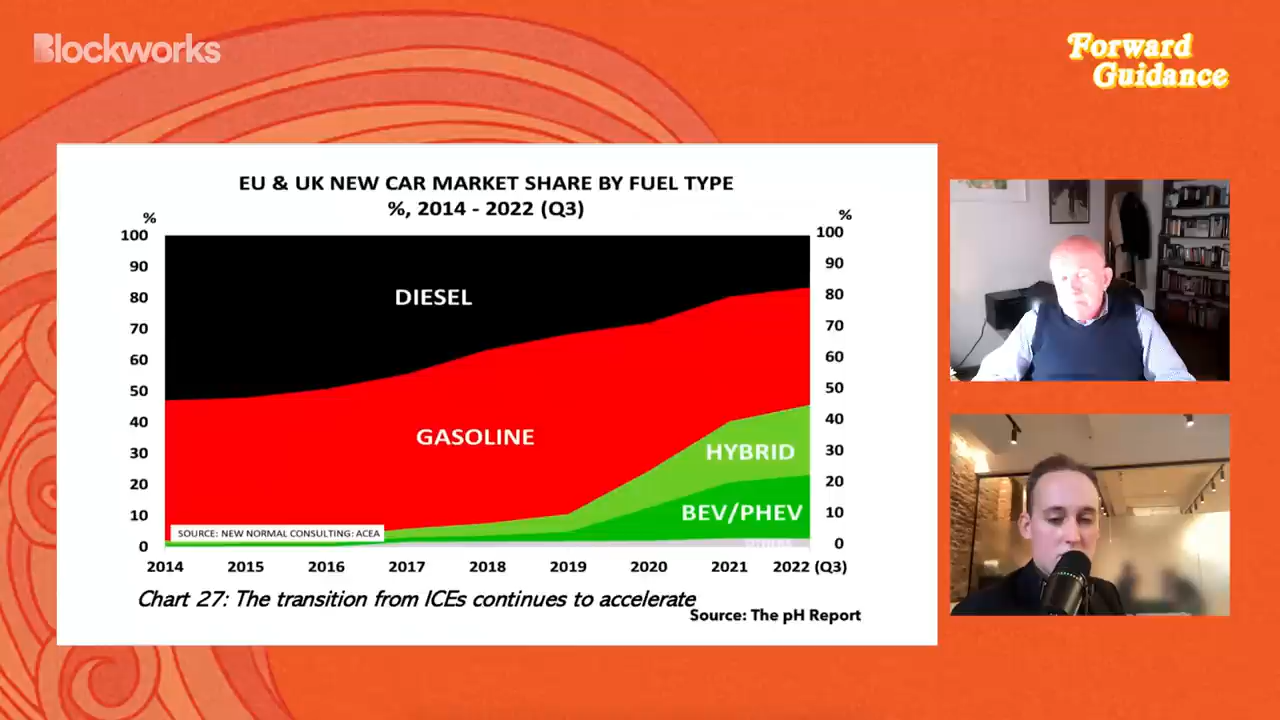 Blockworks
Forward
Guidance
EU & UK NEW CAR MARKET SHARE BY FUEL TYPE
%, 2014 - 2022 (Q3)
% %
100 100
90 90
80 80
70 70
60 60
50 50
40 40
30 30
20 20
10 10
0 0
DIESEL
GASOLINE
HYBRID
BEV/PHEV
SOURCE: NEW NORMAL CONSULTING: ACEA
2014 2015 2016 2017 2018 2019 2020 2021 2022 (Q3)
Chart 27: The transition from ICEs continues to accelerate
Source: The pH Report